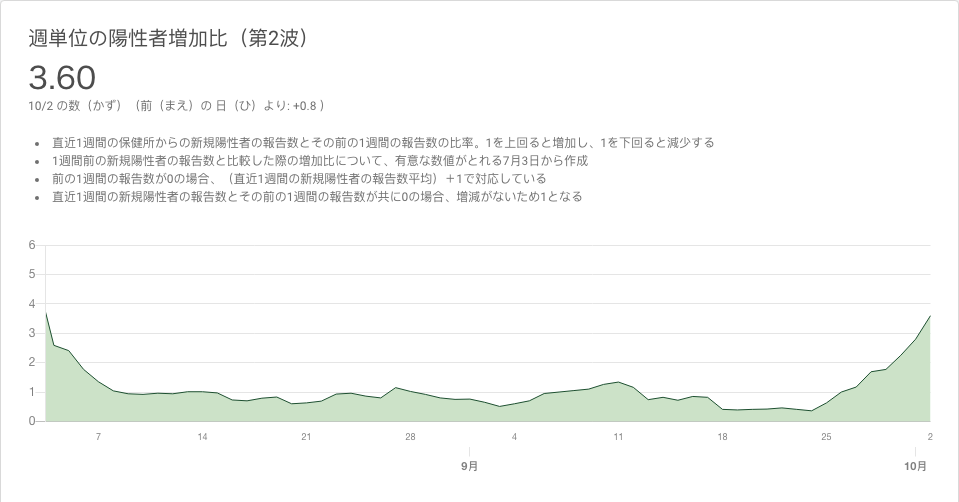 週単位の陽性者増加比（第2波）
3.60
10/2 の数（かず）（前（まえ）の 日（ひ）より: +0.8 ）
• 直近1週間の保健所からの新規陽性者の報告数とその前の1週間の報告数の比率。1を上回ると増加し、1を下回ると減少する
• 1週間前の新規陽性者の報告数と比較した際の増加比について、有意な数値がとれる7月3日から作成
• 前の1週間の報告数が0の場合、（直近1週間の新規陽性者の報告数平均）＋1で対応している
• 直近1週間の新規陽性者の報告数とその前の1週間の報告数が共に0の場合、増減がないため1となる
6
5
4
3
2
1
0
7 14 21 28 4 11 18 25 2
9月 10月